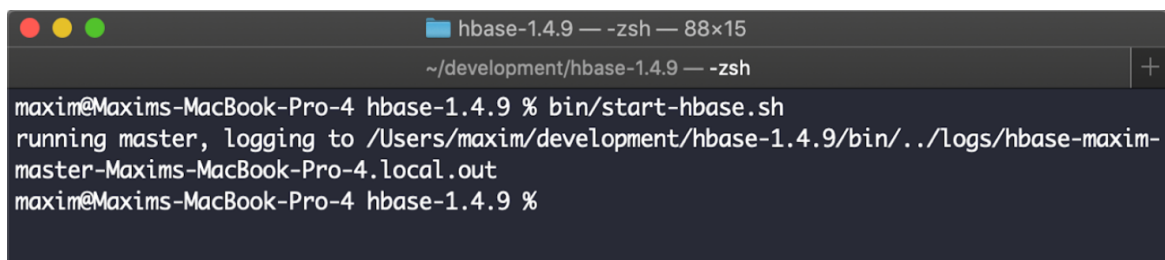 hbase-1.4.9 — -zsh — 88×15
~/development/hbase-1.4.9 — -zsh
maxim@Maxims-MacBook-Pro-4 hbase-1.4.9 % bin/start-hbase.sh
running master, logging to /Users/maxim/development/hbase-1.4.9/bin/../logs/hbase-maxim-
master-Maxims-MacBook-Pro-4.local.out
maxim@Maxims-MacBook-Pro-4 hbase-1.4.9 %